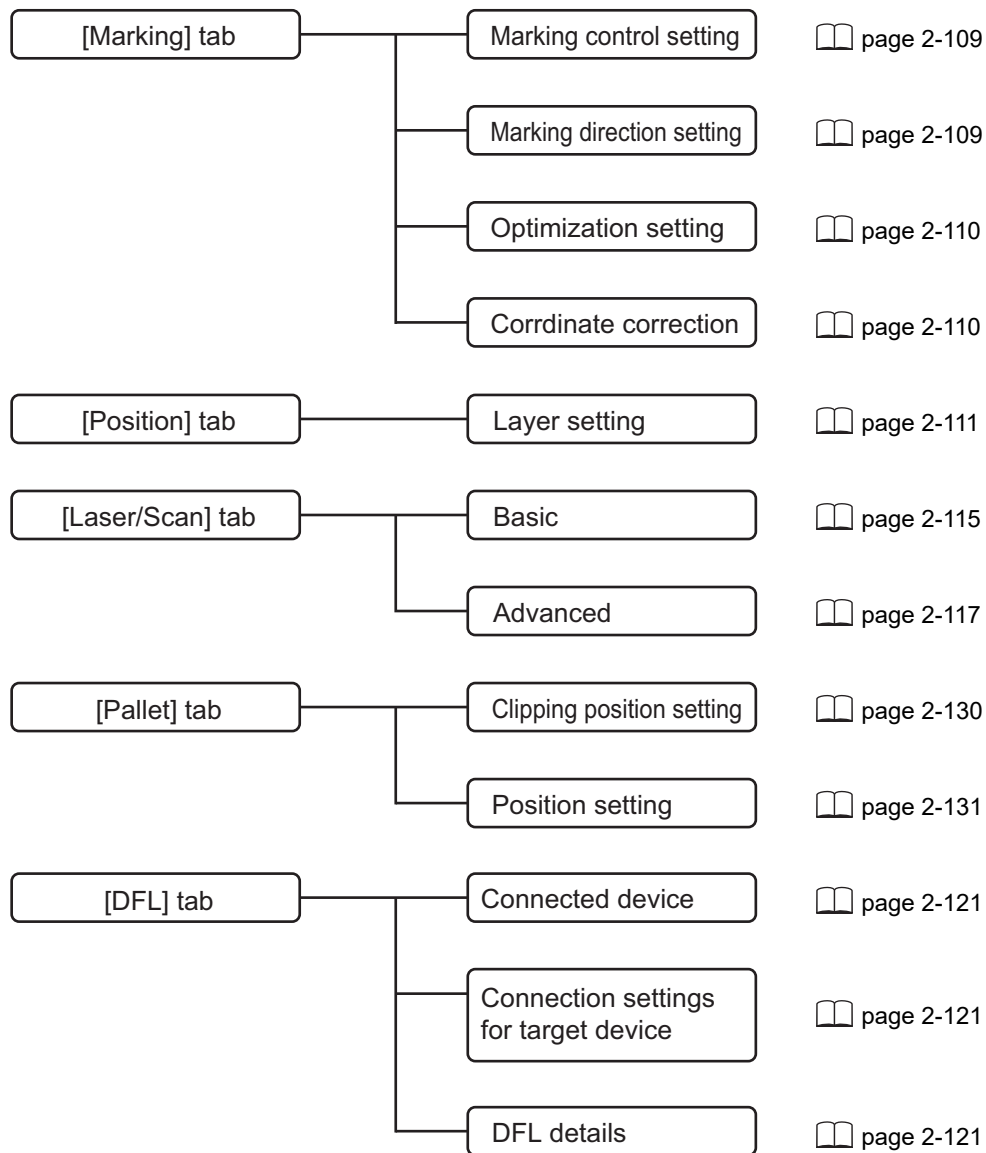 [Marking] tab
Marking control setting
page 2-109
Marking direction setting
page 2-109
Optimization setting
page 2-110
Corrdinate correction
page 2-110
[Position] tab
Layer setting
page 2-111
[Laser/Scan] tab
Basic
page 2-115
Advanced
page 2-117
[Pallet] tab
Clipping position setting
page 2-130
Position setting
page 2-131
[DFL] tab
Connected device
page 2-121
Connection settings
for target device
page 2-121
DFL details
page 2-121